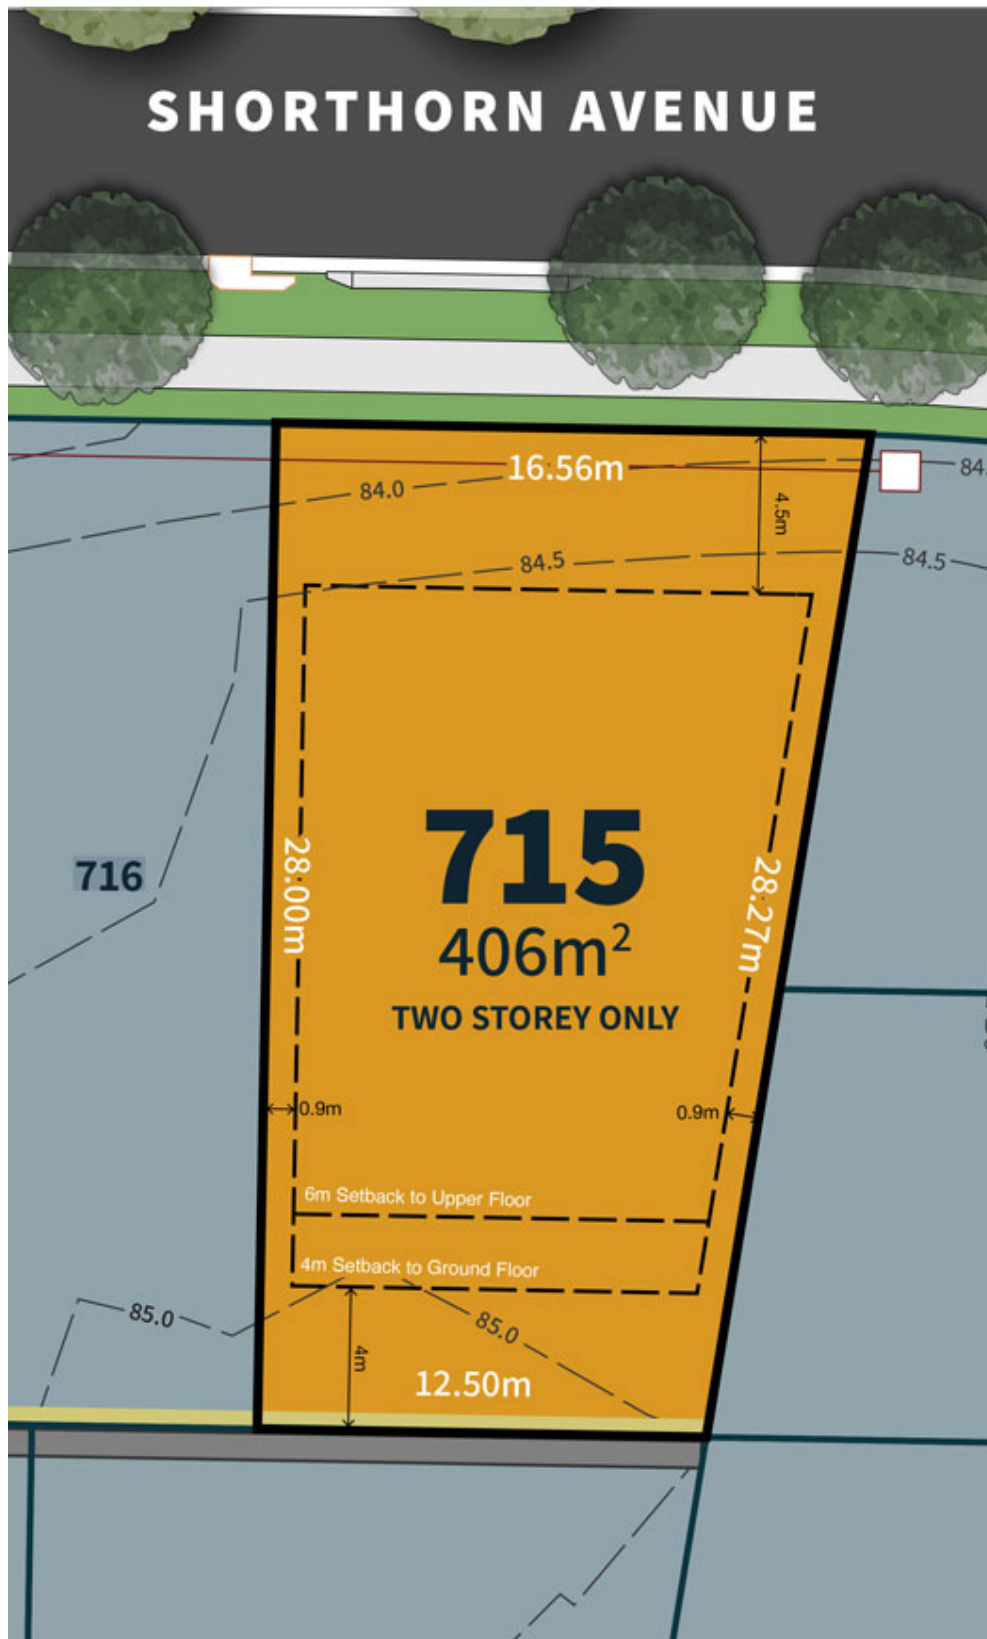 SHORTHORN AVENUE
16.56m
84.0
84.
4.5m
84.5
84.5
715
406m²
TWO STOREY ONLY
716
28.00m
28.27m
0.9m
0.9m
6m Setback to Upper Floor
4m Setback to Ground Floor
85.0
85.0
4m
12.50m